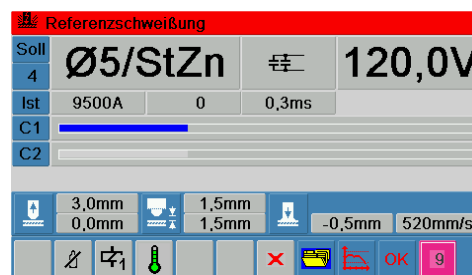 Referenzschweißung
Soll
4
Ø5/StZn
120,0V
Ist
9500A
0
0,3ms
C1
C2
3,0mm
0,0mm
1,5mm
1,5mm
-0,5mm
520mm/s
1
OK
9